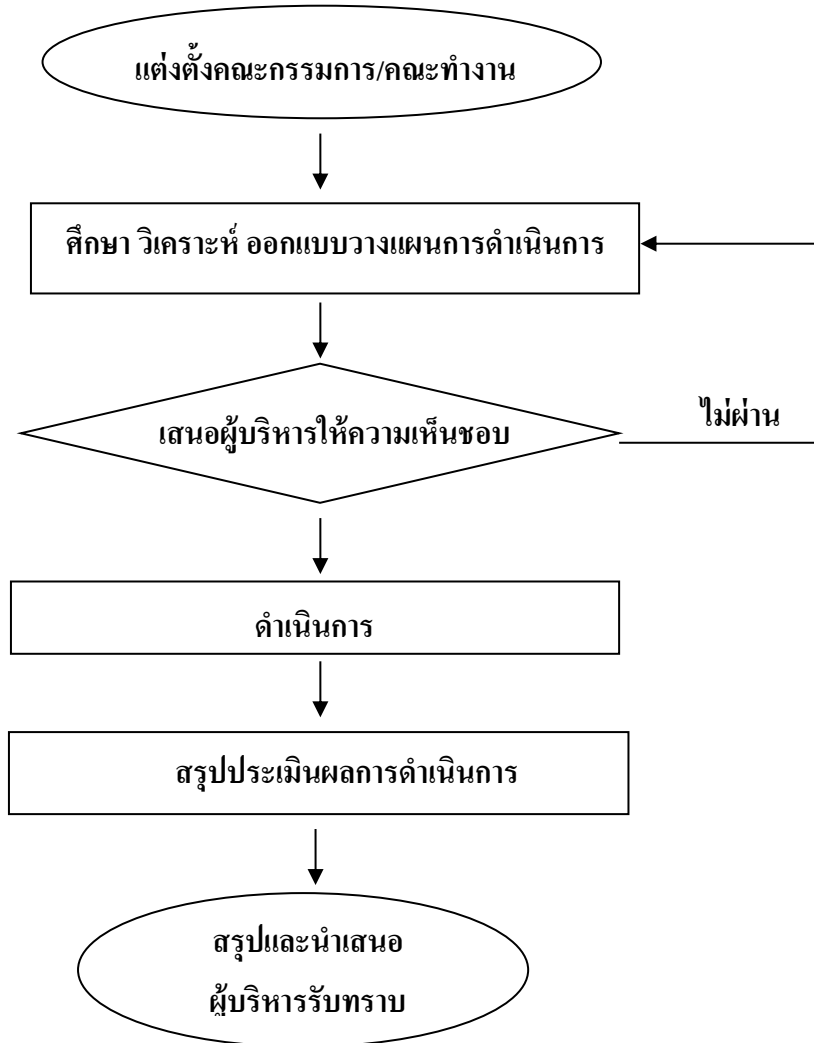 แต่งตั้งคณะกรรมการ/คณะทำงาน
ศึกษา วิเคราะห์ ออกแบบวางแผนการดำเนินการ
เสนอผู้บริหารให้ความเห็นชอบ
ไม่ผ่าน
ดำเนินการ
สรุปประเมินผลการดำเนินการ
สรุปและนำเสนอ
ผู้บริหารรับทราบ